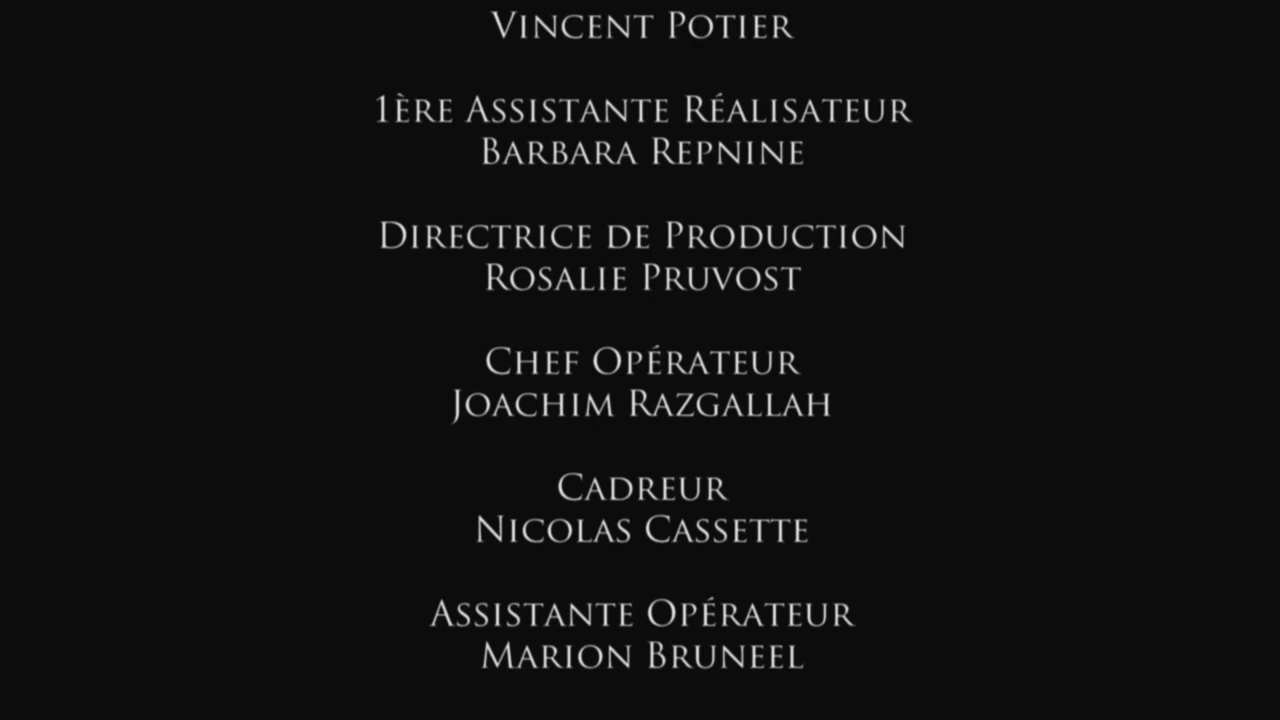 Vincent Potier
1ère Assistante Réalisateur
Barbara Repnine
Directrice de Production
Rosalie Pruvost
Chef Opérateur
Joachim Razgallah
Cadreur
Nicolas Cassette
Assistante Opérateur
Marion Bruneel